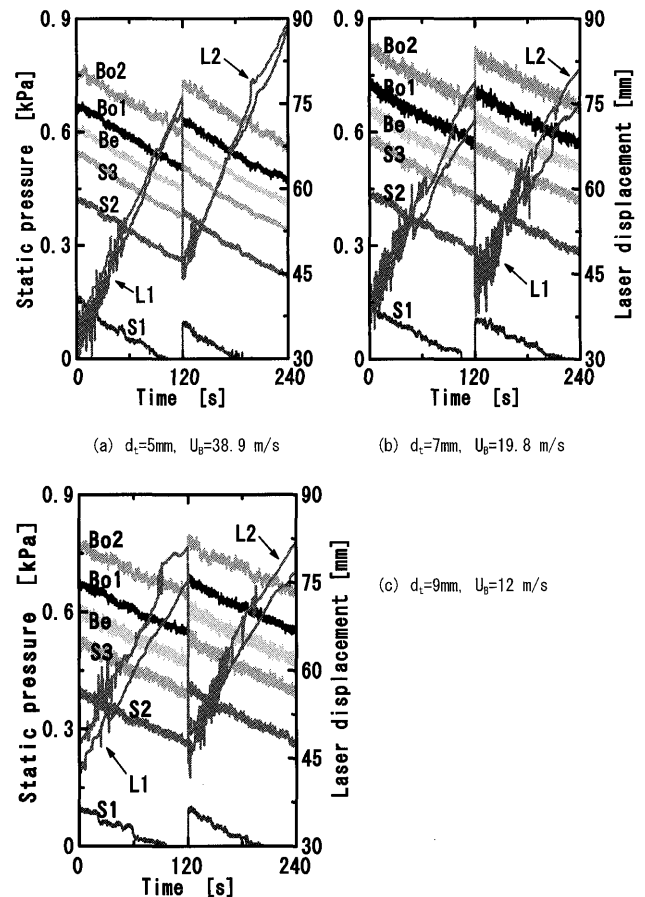 0.9
90
Bo2
L2
75
Bo1
0.6
Be
60
S3
S2
0.3
45
L1
S1
0
30
0
120
240
Static pressure [kPa]
Time [s]
(a) dt=5mm, UB=38.9 m/s
0.9
90
Bo2
L2
75
Bo1
0.6
Be
S3
60
S2
0.3
45
L1
S1
0
30
0
120
240
Laser displacement [mm]
Time [s]
(b) dt=7mm, UB=19.8 m/s
0.9
90
L2
Bo2
75
Bo1
0.6
Be
S3
60
S2
0.3
45
L1
S1
0
30
0
120
240
Static pressure [kPa]
Laser displacement [mm]
Time [s]
(c) dt=9mm, UB=12 m/s